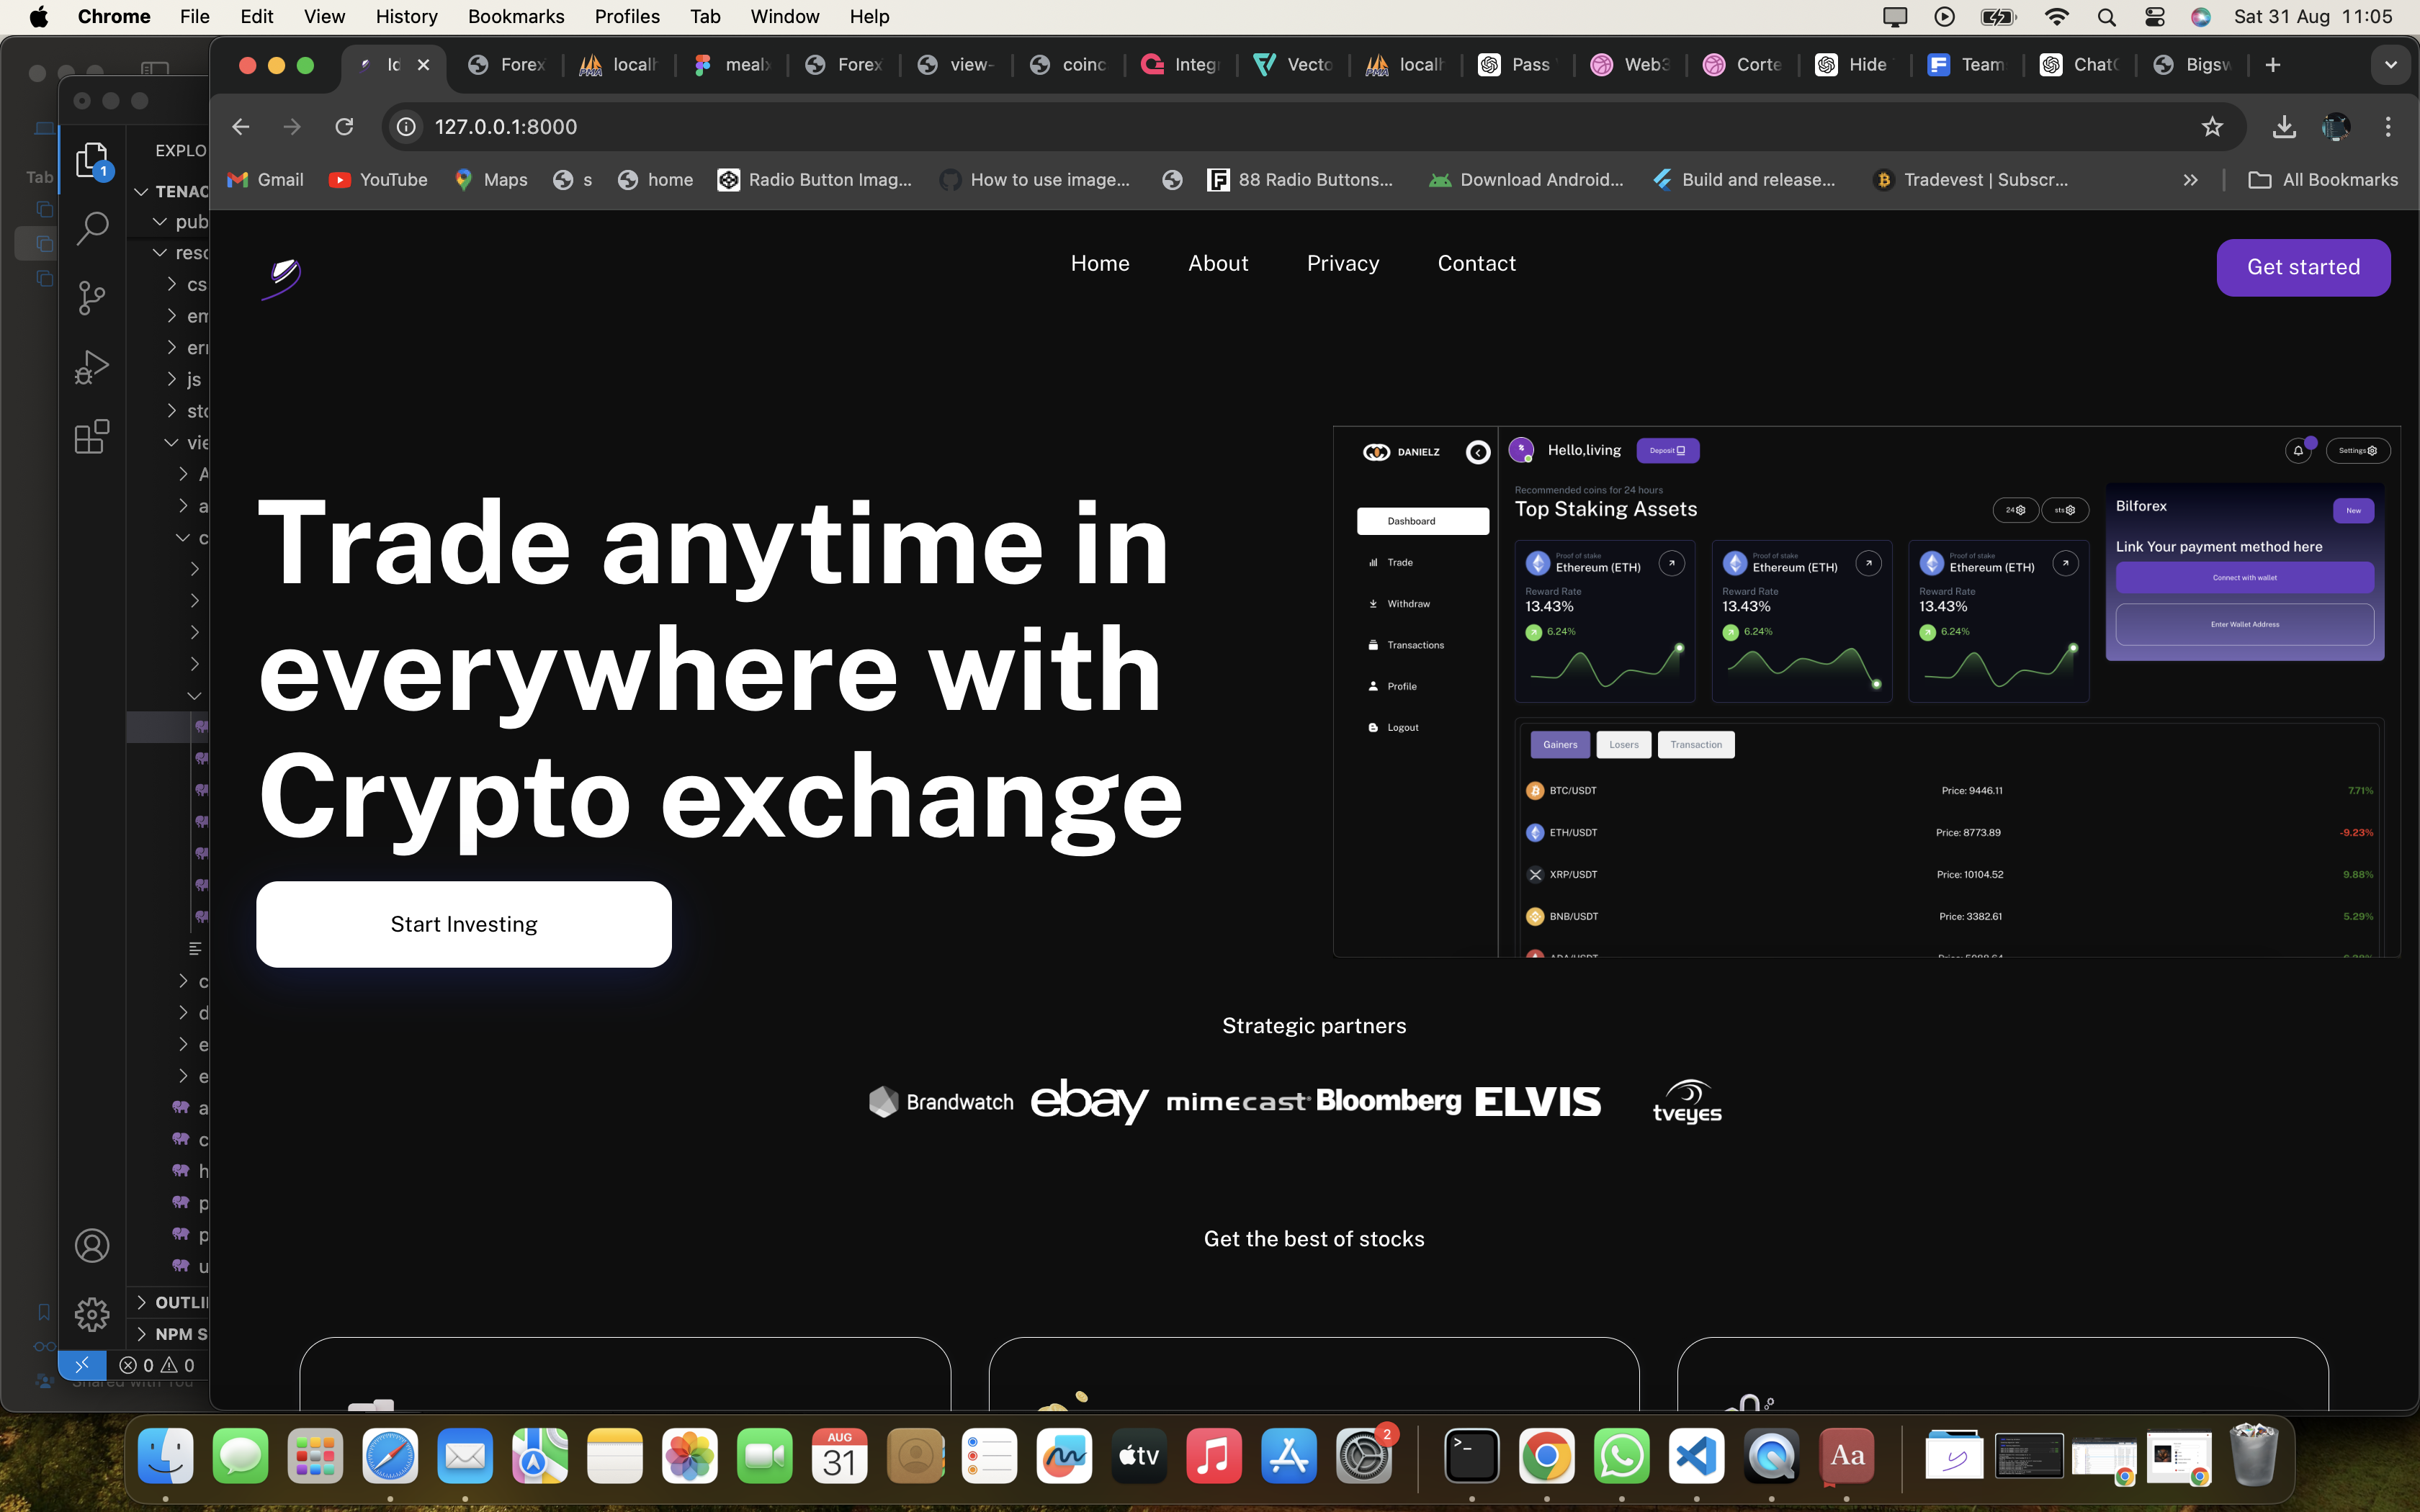 Chrome File Edit View History Bookmarks Profiles Tab Window Help Sat 31 Aug 11:05
Forex localh mealx Forex view- coinc Integr Vecto localh Pass Web3 Corte Hide Team ChatG Bigsw
127.0.0.1:8000
Gmail YouTube Maps s home Radio Button Imag... How to use image... 88 Radio Buttons... Download Android... Build and release... Tradevest | Subscr... All Bookmarks
Tab
1
EXPLO
TENAC
pub
reso
cs
em
err
js
sto
vie
OUTLI
NPM S
0 0
Shared with You
Home About Privacy Contact
Get started
Trade anytime in
everywhere with
Crypto exchange
Start Investing
DANIELZ
Hello,living
Deposit
Settings
Dashboard
Trade
Withdraw
Transactions
Profile
Logout
Recommended coins for 24 hours
Top Staking Assets
24
sts
Proof of stake
Ethereum (ETH)
Reward Rate
13.43%
6.24%
Proof of stake
Ethereum (ETH)
Reward Rate
13.43%
6.24%
Proof of stake
Ethereum (ETH)
Reward Rate
13.43%
6.24%
Bilforex
New
Link Your payment method here
Connect with wallet
Enter Wallet Address
Gainers Losers Transaction
BTC/USDT Price: 9446.11 7.71%
ETH/USDT Price: 8773.89 -9.23%
XRP/USDT Price: 10104.52 9.88%
BNB/USDT Price: 3382.61 5.29%
Strategic partners
Brandwatch ebay mimecast Bloomberg ELVIS tveyes
Get the best of stocks
AUG
31
tv
2
Aa